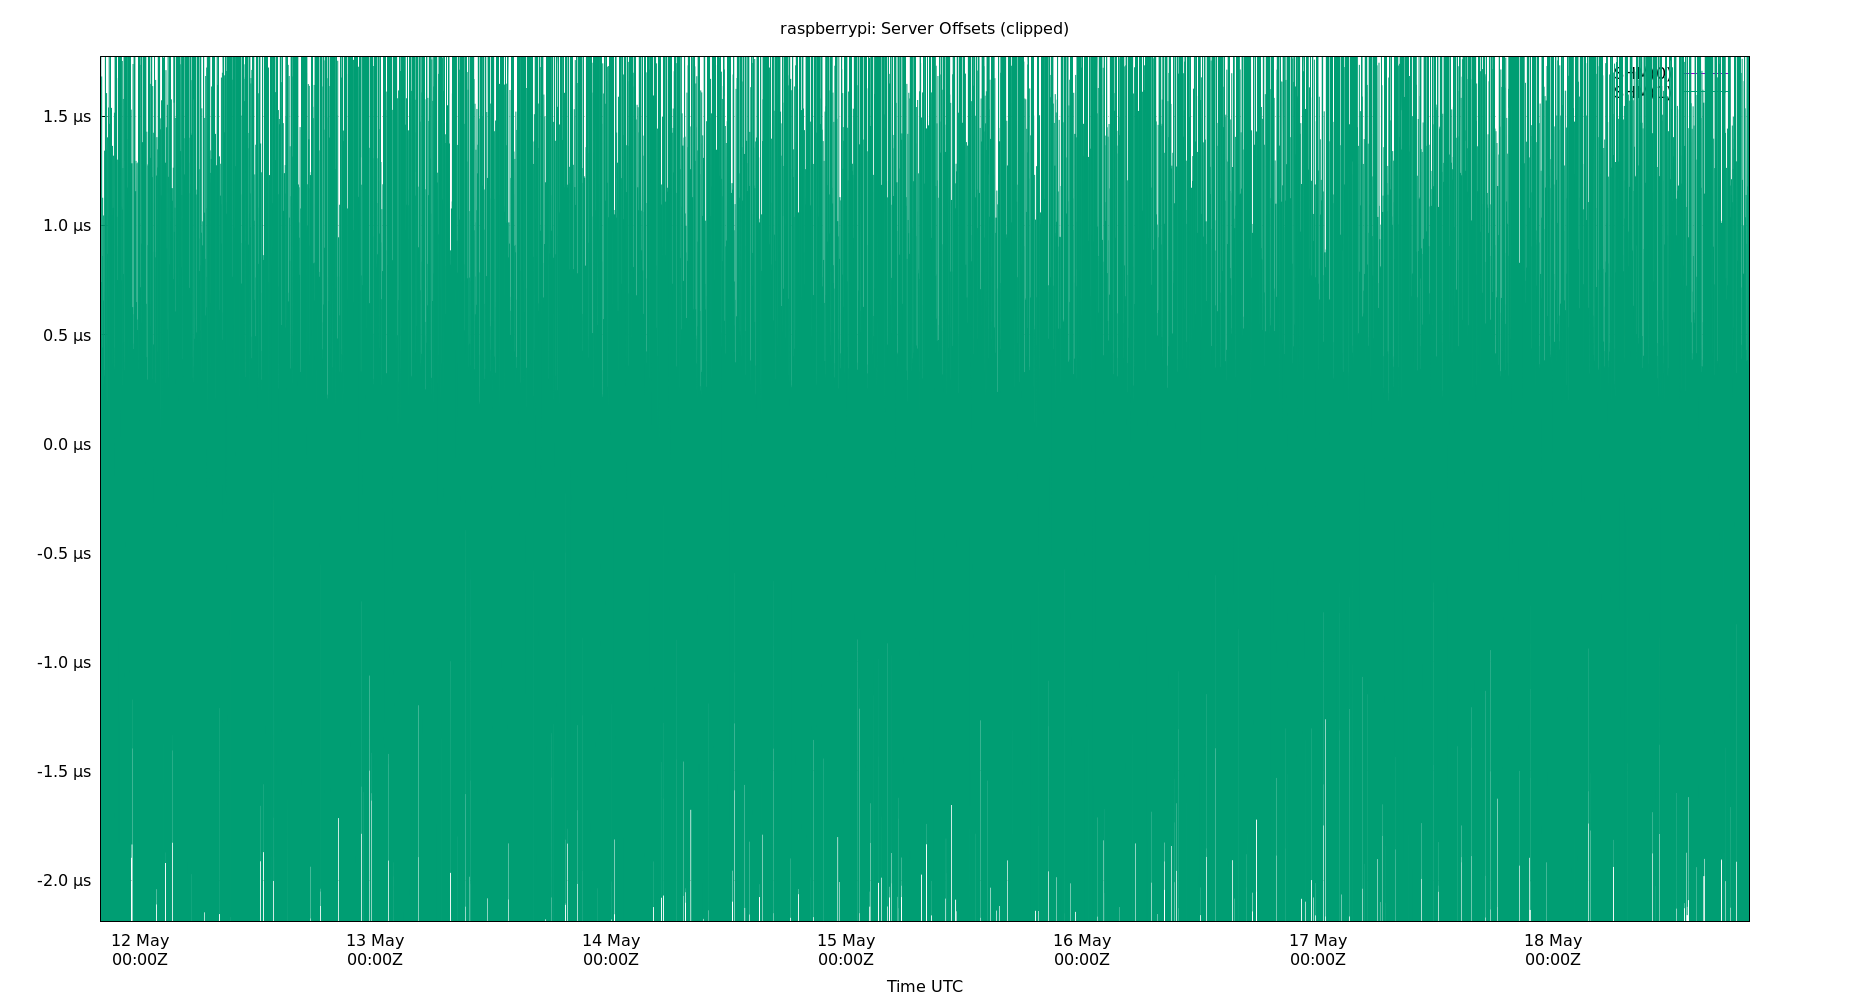 raspberrypi: Server Offsets (clipped)
1.5 µs
1.0 µs
0.5 µs
0.0 µs
-0.5 µs
-1.0 µs
-1.5 µs
-2.0 µs
12 May
00:00Z
13 May
00:00Z
14 May
00:00Z
15 May
00:00Z
16 May
00:00Z
17 May
00:00Z
18 May
00:00Z
Time UTC